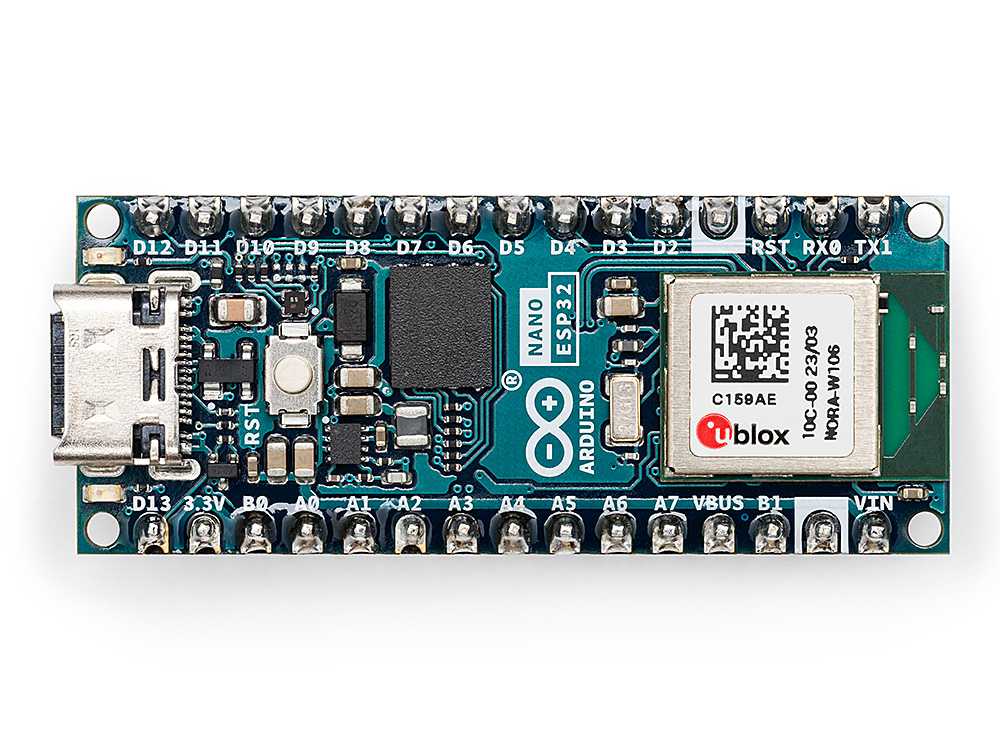 D12 D11 D10 D9 D8 D7 D6 D5 D4 D3 D2 RST RX0 TX1
RST
NANO
ESP32
®
ARDUINO
C159AE
ublox
10C-00 23/03
NORA-W106
D13 3.3V B0 A0 A1 A2 A3 A4 A5 A6 A7 VBUS B1 VIN